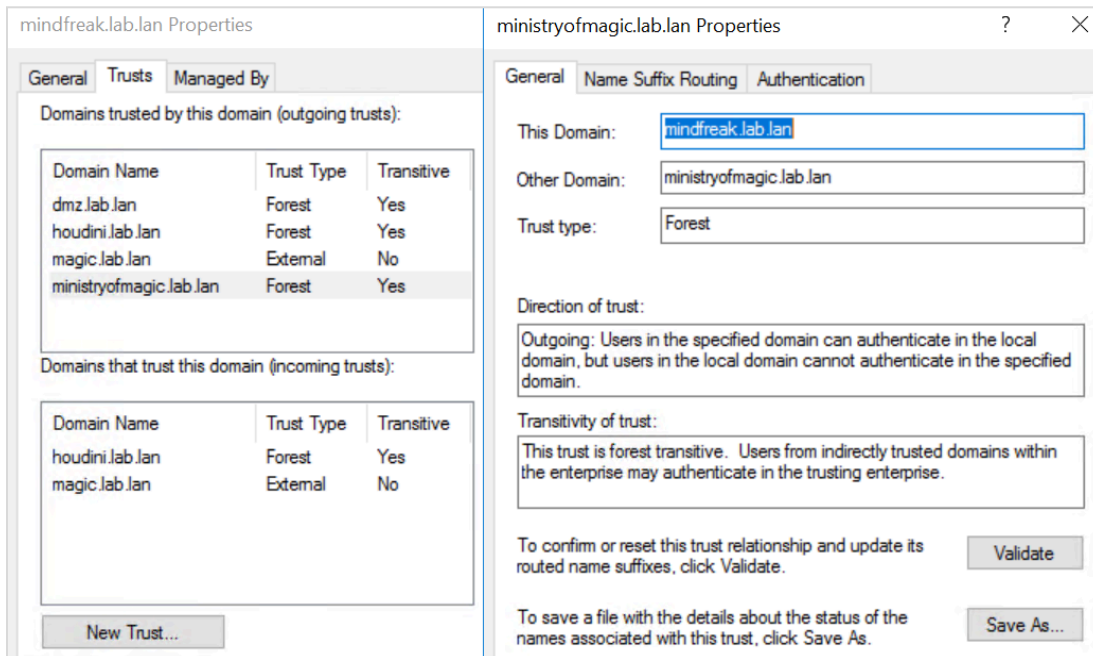 mindfreak.lab.lan Properties
General Trusts Managed By
Domains trusted by this domain (outgoing trusts):
Domain Name Trust Type Transitive
dmz.lab.lan Forest Yes
houdini.lab.lan Forest Yes
magic.lab.lan External No
ministryofmagic.lab.lan Forest Yes
Domains that trust this domain (incoming trusts):
Domain Name Trust Type Transitive
houdini.lab.lan Forest Yes
magic.lab.lan External No
New Trust...
ministryofmagic.lab.lan Properties ?
General Name Suffix Routing Authentication
This Domain: mindfreak.lab.lan
Other Domain: ministryofmagic.lab.lan
Trust type: Forest
Direction of trust:
Outgoing: Users in the specified domain can authenticate in the local
domain, but users in the local domain cannot authenticate in the specified
domain.
Transitivity of trust:
This trust is forest transitive. Users from indirectly trusted domains within
the enterprise may authenticate in the trusting enterprise.
To confirm or reset this trust relationship and update its
routed name suffixes, click Validate.
Validate
To save a file with the details about the status of the
names associated with this trust, click Save As.
Save As...